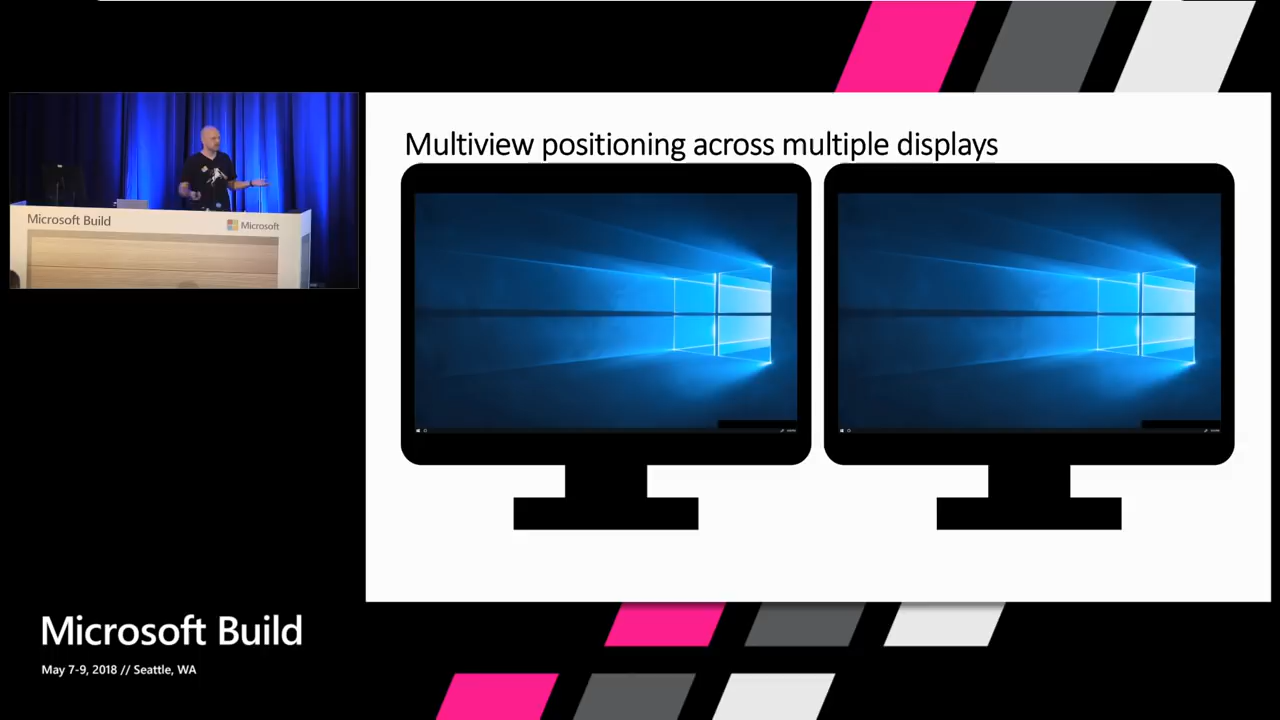 Multiview positioning across multiple displays
Microsoft Build
Microsoft
Microsoft Build
May 7-9, 2018 // Seattle, WA